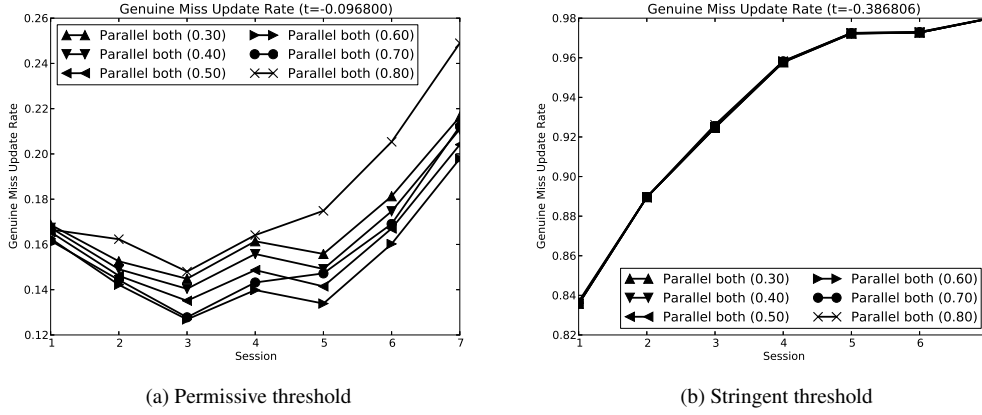 Genuine Miss Update Rate (t=-0.096800)
0.26
0.24
0.22
0.20
0.18
0.16
0.14
0.12
Genuine Miss Update Rate
Parallel both (0.30) Parallel both (0.60)
Parallel both (0.40) Parallel both (0.70)
Parallel both (0.50) Parallel both (0.80)
1 2 3 4 5 6 7
Session
(a) Permissive threshold
Genuine Miss Update Rate (t=-0.386806)
0.98
0.96
0.94
0.92
0.90
0.88
0.86
0.84
0.82
Genuine Miss Update Rate
Parallel both (0.30) Parallel both (0.60)
Parallel both (0.40) Parallel both (0.70)
Parallel both (0.50) Parallel both (0.80)
1 2 3 4 5 6
Session
(b) Stringent threshold